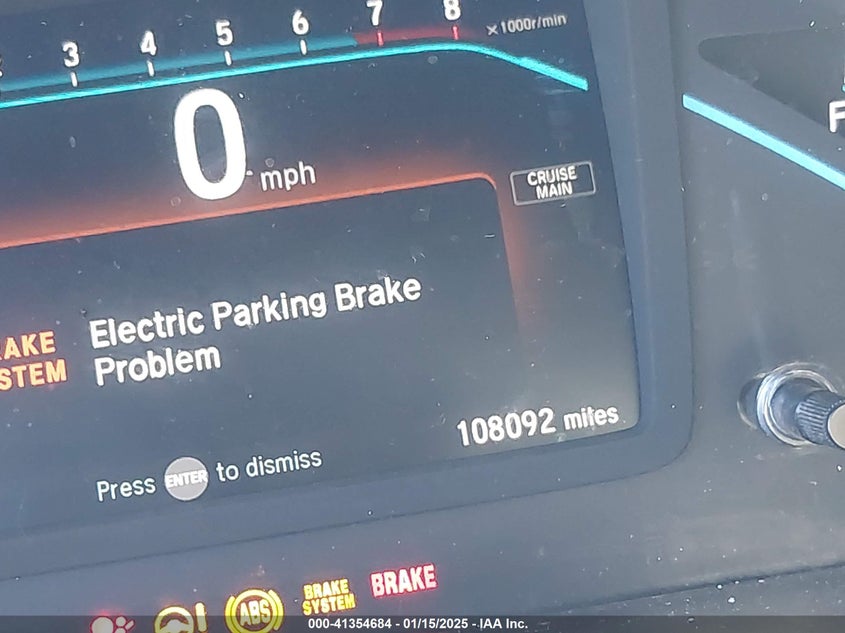 3 4 5 6 7 8 ×1000r/min
0 mph
CRUISE
MAIN
Electric Parking Brake
Problem
AKE
STEM
108092 miles
Press ENTER to dismiss
ABS
BRAKE
SYSTEM
BRAKE
F
000-41354684 - 01/15/2025 - IAA Inc.